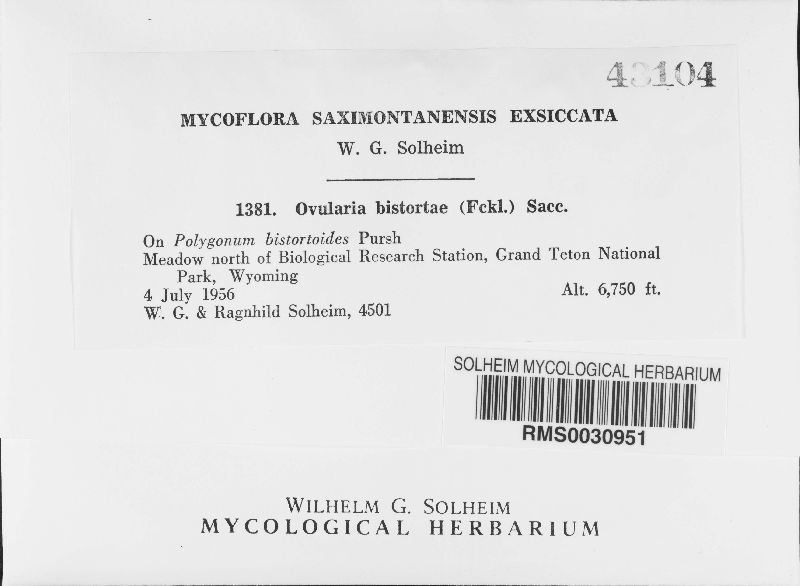 43104
MYCOFLORA SAXIMONTANENSIS EXSICCATA
W. G. Solheim
1381. Ovularia bistortae (Fckl.) Sacc.
On Polygonum bistortoides Pursh
Meadow north of Biological Research Station, Grand Teton National
Park, Wyoming
4 July 1956 Alt. 6,750 ft.
W. G. & Ragnhild Solheim, 4501
SOLHEIM MYCOLOGICAL HERBARIUM
RMS0030951
WILHELM G. SOLHEIM
MYCOLOGICAL HERBARIUM